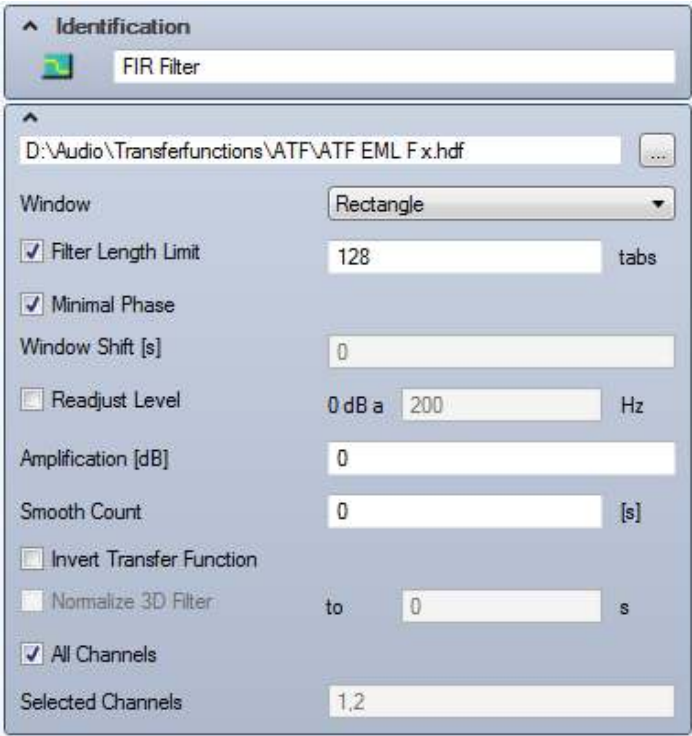 Identification
FIR Filter
D:\Audio\Transferfunctions\ATF\ATF EML F x.hdf
...
Window Rectangle
Filter Length Limit 128 tabs
Minimal Phase
Window Shift [s] 0
Readjust Level 0 dB a 200 Hz
Amplification [dB] 0
Smooth Count 0 [s]
Invert Transfer Function
Normalize 3D Filter to 0 s
All Channels
Selected Channels 1,2